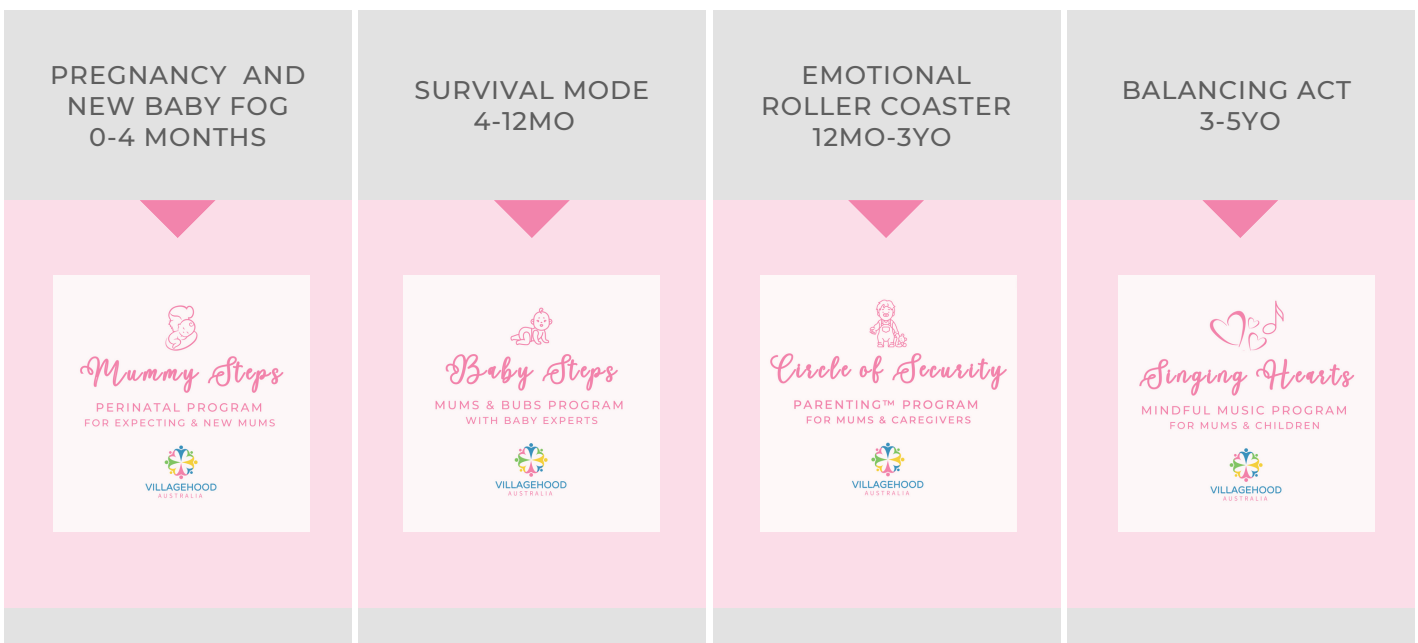 PREGNANCY AND
NEW BABY FOG
0-4 MONTHS
SURVIVAL MODE
4-12MO
EMOTIONAL
ROLLER COASTER
12MO-3YO
BALANCING ACT
3-5YO
Mummy Steps
PERINATAL PROGRAM
FOR EXPECTING & NEW MUMS
VILLAGEHOOD
AUSTRALIA
Baby Steps
MUMS & BUBS PROGRAM
WITH BABY EXPERTS
VILLAGEHOOD
AUSTRALIA
Circle of Security
PARENTING™ PROGRAM
FOR MUMS & CAREGIVERS
VILLAGEHOOD
AUSTRALIA
Singing Hearts
MINDFUL MUSIC PROGRAM
FOR MUMS & CHILDREN
VILLAGEHOOD
AUSTRALIA